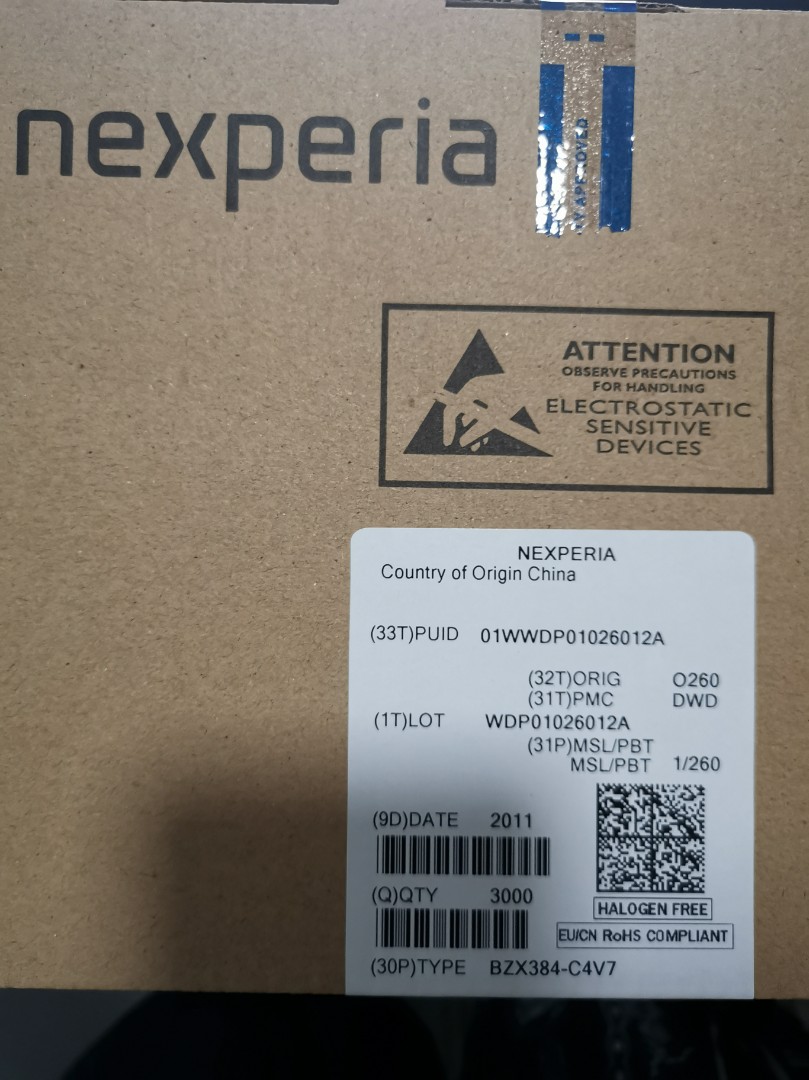 nexperia
ATTENTION
OBSERVE PRECAUTIONS
FOR HANDLING
ELECTROSTATIC
SENSITIVE
DEVICES
NEXPERIA
Country of Origin China
(33T)PUID 01WWDP01026012A
(32T)ORIG O260
(31T)PMC DWD
(1T)LOT WDP01026012A
(31P)MSL/PBT
MSL/PBT 1/260
(9D)DATE 2011
(Q)QTY 3000
HALOGEN FREE
EU/CN RoHS COMPLIANT
(30P)TYPE BZX384-C4V7